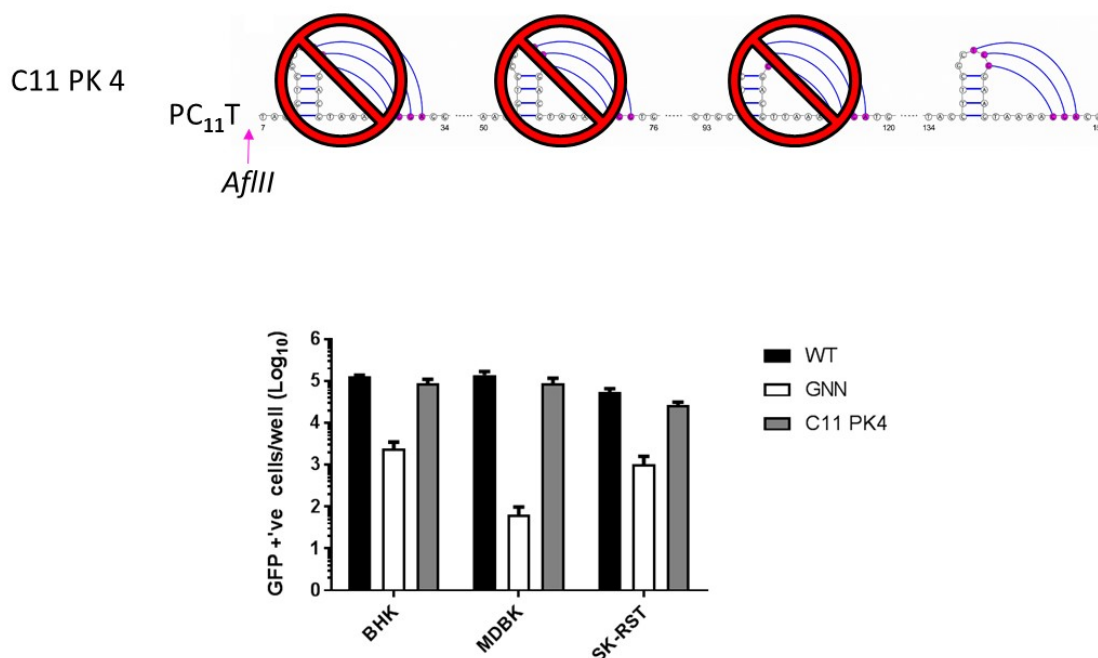 C11 PK 4
PC11T
7 34 50 76 93 120 134
AflII
GFP +'ve cells/well (Log10)
6
5
4
3
2
1
0
BHK
MDBK
SK-RST
WT
GNN
C11 PK4